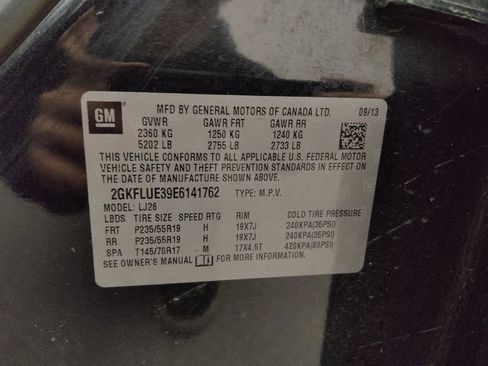 GM
MFD BY GENERAL MOTORS OF CANADA LTD. 09/13
GVWR GAWR FRT GAWR RR
2360 KG 1250 KG 1240 KG
5202 LB 2755 LB 2733 LB
THIS VEHICLE CONFORMS TO ALL APPLICABLE U.S. FEDERAL MOTOR
VEHICLE SAFETY AND THEFT PREVENTION STANDARDS IN EFFECT ON
THE DATE OF MANUFACTURE SHOWN ABOVE.
2GKFLUE39E6141762 TYPE: M.P.V.
MODEL: LJ26
LBDS TIRE SIZE SPEED RTG RIM COLD TIRE PRESSURE
FRT P235/55R19 H 19X7J 240KPA(35PSI)
RR P235/55R19 H 19X7J 240KPA(35PSI)
SPA T145/70R17 M 17X4.5T 420KPA(60PSI)
SEE OWNER'S MANUAL FOR MORE INFORMATION.